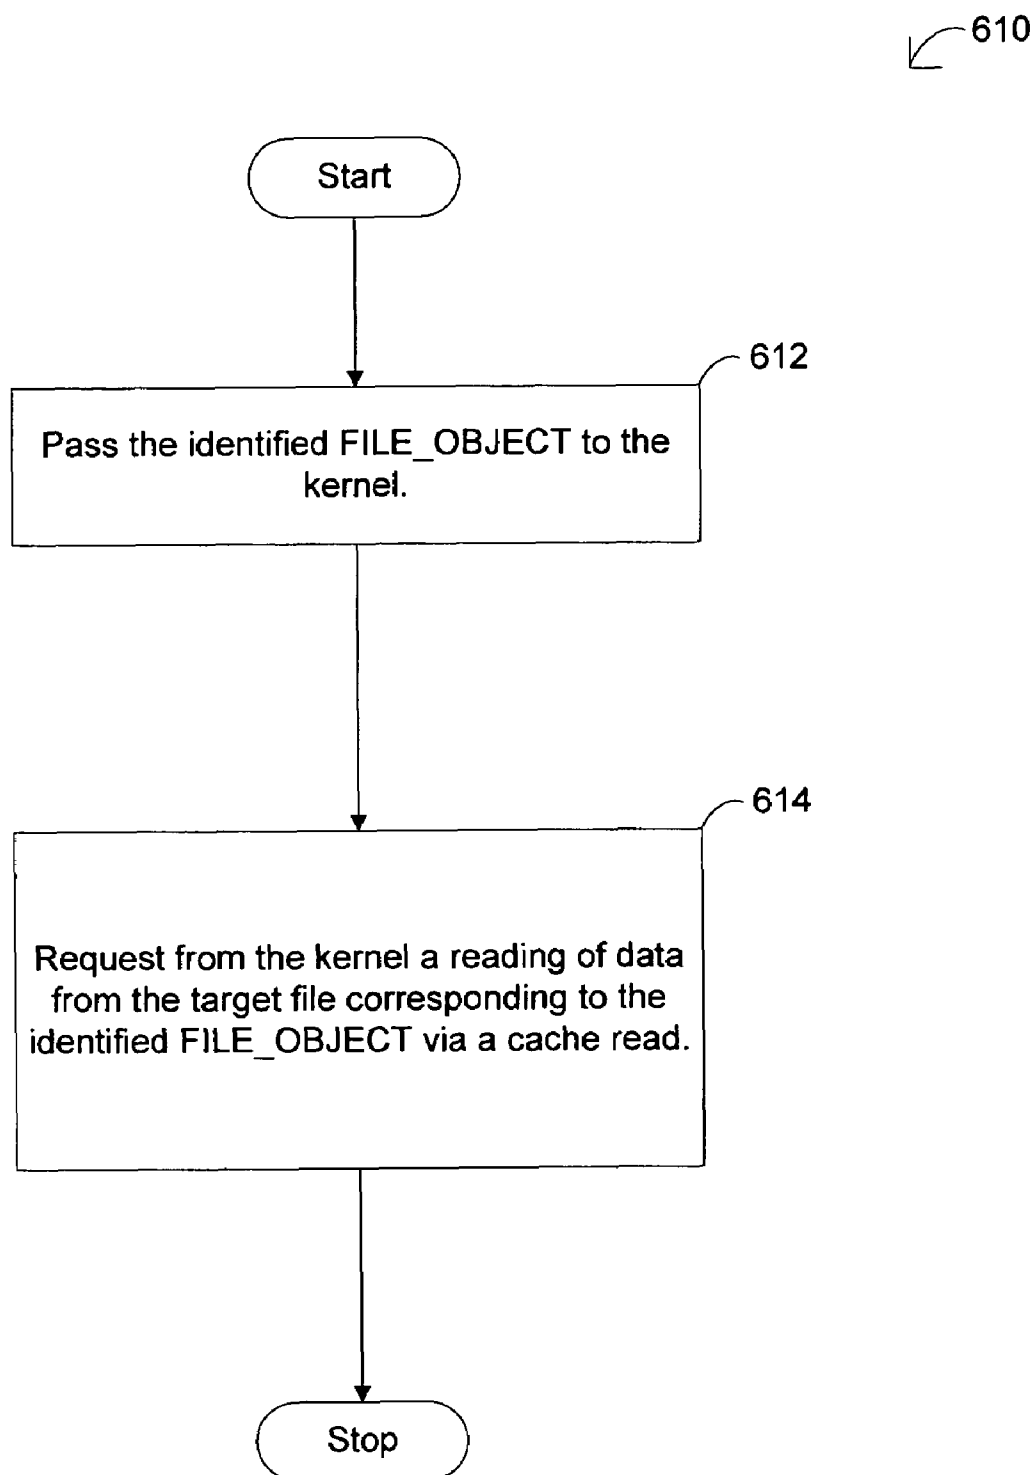 610
Start
612
Pass the identified FILE_OBJECT to the
kernel.
614
Request from the kernel a reading of data
from the target file corresponding to the
identified FILE_OBJECT via a cache read.
Stop